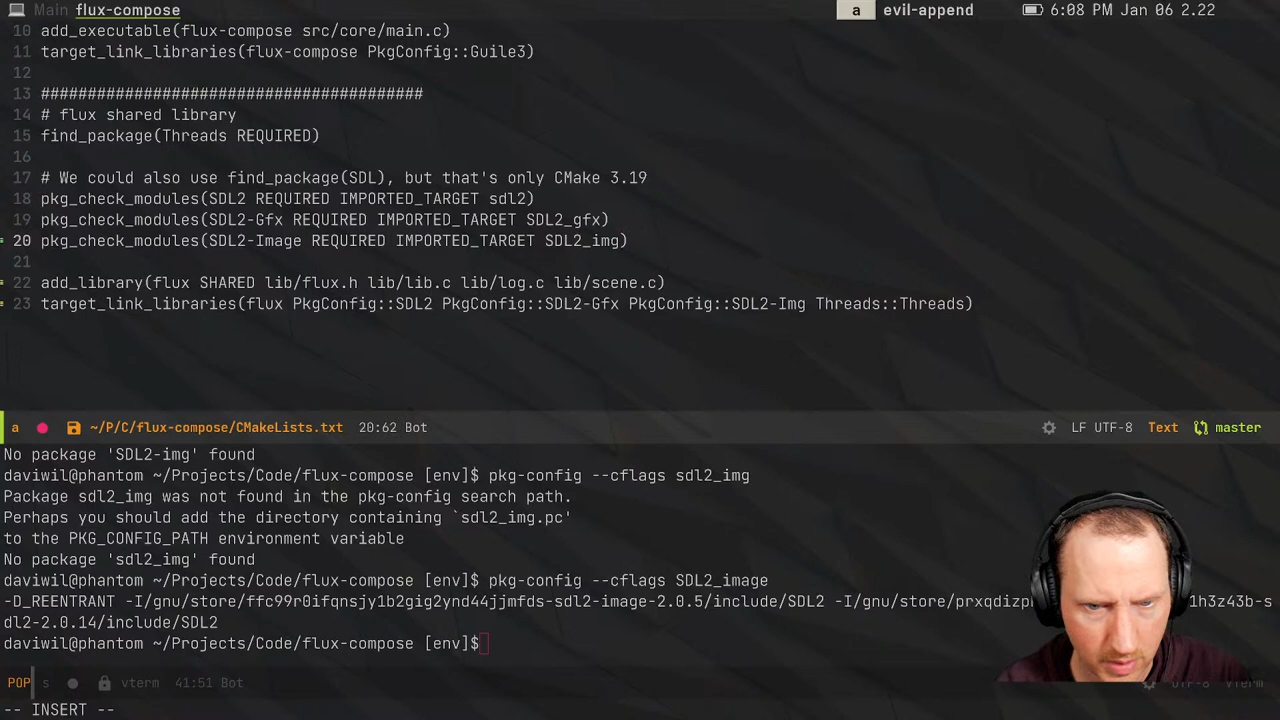 Main flux-compose a evil-append 6:08 PM Jan 06 2.22
10 add_executable(flux-compose src/core/main.c)
11 target_link_libraries(flux-compose PkgConfig::Guile3)
12
13 #########################################
14 # flux shared library
15 find_package(Threads REQUIRED)
16
17 # We could also use find_package(SDL), but that's only CMake 3.19
18 pkg_check_modules(SDL2 REQUIRED IMPORTED_TARGET sdl2)
19 pkg_check_modules(SDL2-Gfx REQUIRED IMPORTED_TARGET SDL2_gfx)
20 pkg_check_modules(SDL2-Image REQUIRED IMPORTED_TARGET SDL2_img)
21
22 add_library(flux SHARED lib/flux.h lib/lib.c lib/log.c lib/scene.c)
23 target_link_libraries(flux PkgConfig::SDL2 PkgConfig::SDL2-Gfx PkgConfig::SDL2-Img Threads::Threads)
a ~/P/C/flux-compose/CMakeLists.txt 20:62 Bot LF UTF-8 Text master
No package 'SDL2-img' found
daviwil@phantom ~/Projects/Code/flux-compose [env]$ pkg-config --cflags sdl2_img
Package sdl2_img was not found in the pkg-config search path.
Perhaps you should add the directory containing `sdl2_img.pc'
to the PKG_CONFIG_PATH environment variable
No package 'sdl2_img' found
daviwil@phantom ~/Projects/Code/flux-compose [env]$ pkg-config --cflags SDL2_image
-D_REENTRANT -I/gnu/store/ffc99r0ifqnsjy1b2gig2ynd44jjmfds-sdl2-image-2.0.5/include/SDL2 -I/gnu/store/prxqdizp 1h3z43b-s
dl2-2.0.14/include/SDL2
daviwil@phantom ~/Projects/Code/flux-compose [env]$
POP s vterm 41:51 Bot UTF-8 vterm
-- INSERT --